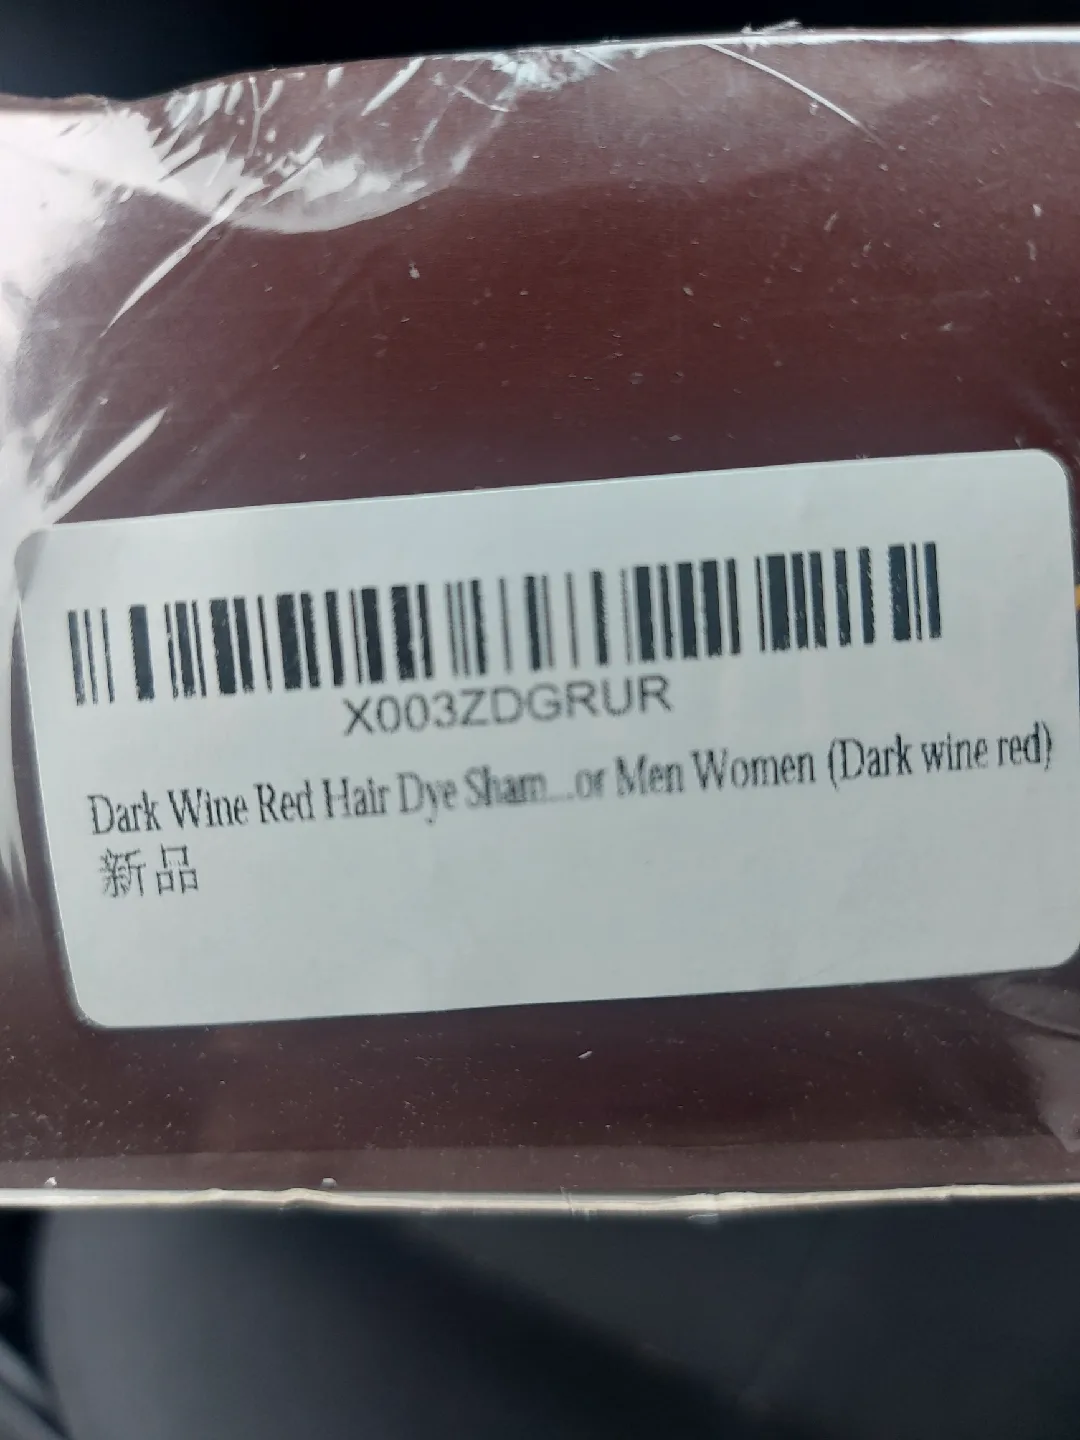 X003ZDGRUR
Dark Wine Red Hair Dye Sham...or Men Women (Dark wine red)
新品